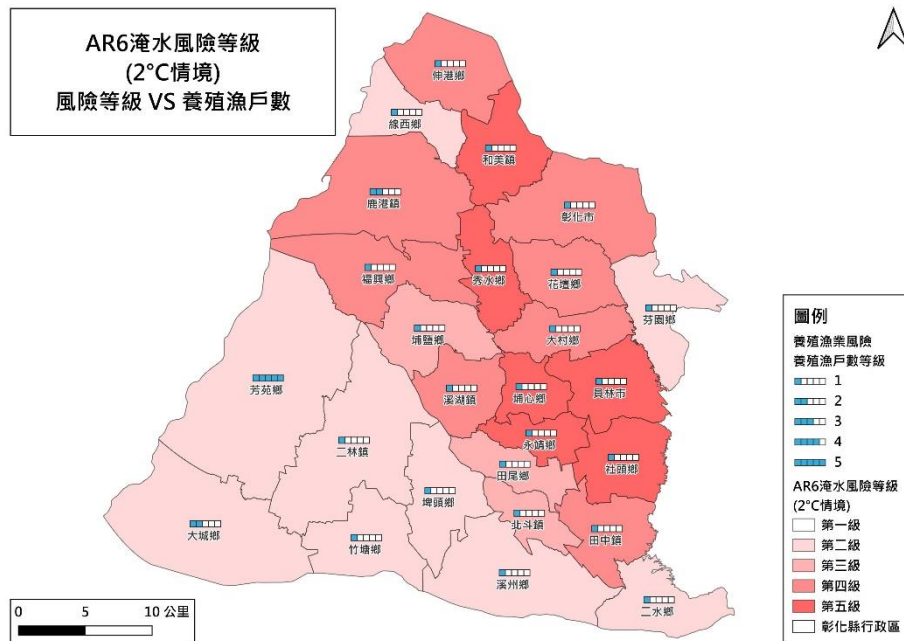 AR6淹水風險等級
(2°C情境)
風險等級 VS 養殖漁戶數
伸港鄉
線西鄉
和美鎮
鹿港鎮
彰化市
福興鄉
秀水鄉
花壇鄉
芬園鄉
埔鹽鄉
大村鄉
芳苑鄉
溪湖鎮
埔心鄉
員林市
二林鎮
永靖鄉
田尾鄉
社頭鄉
埤頭鄉
大城鄉
北斗鎮
田中鎮
竹塘鄉
溪州鄉
二水鄉
圖例
養殖漁業風險
養殖漁戶數等級
1
2
3
4
5
AR6淹水風險等級
(2°C情境)
第一級
第二級
第三級
第四級
第五級
彰化縣行政區
0 5 10 公里